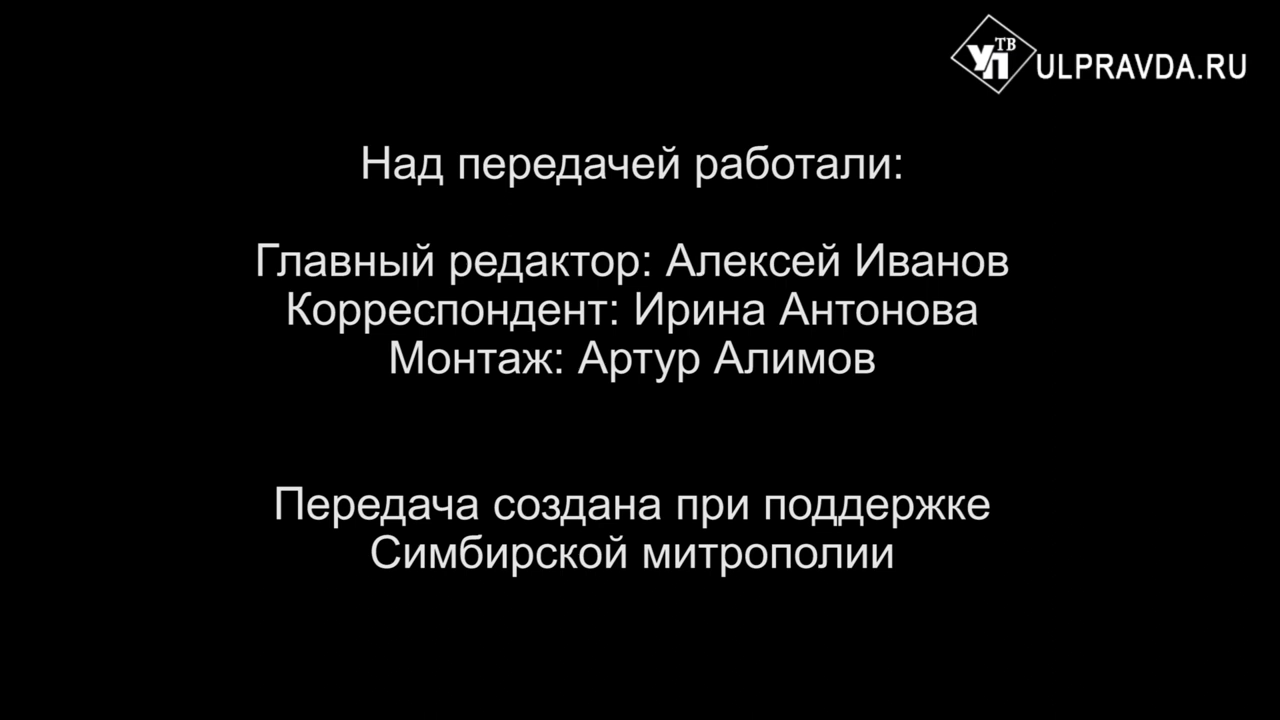 ТВ
УП
ULPRAVDA.RU
Над передачей работали:
Главный редактор: Алексей Иванов
Корреспондент: Ирина Антонова
Монтаж: Артур Алимов
Передача создана при поддержке
Симбирской митрополии